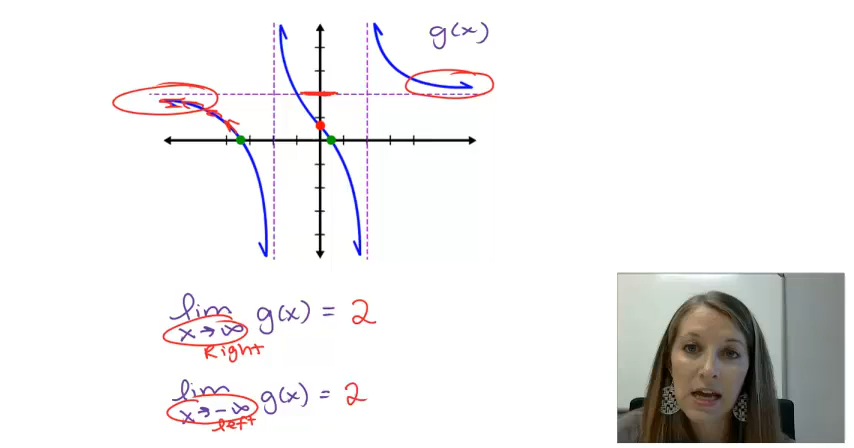 g(x)
lim g(x) = 2
x→∞
Right
lim g(x) = 2
x→-∞
left